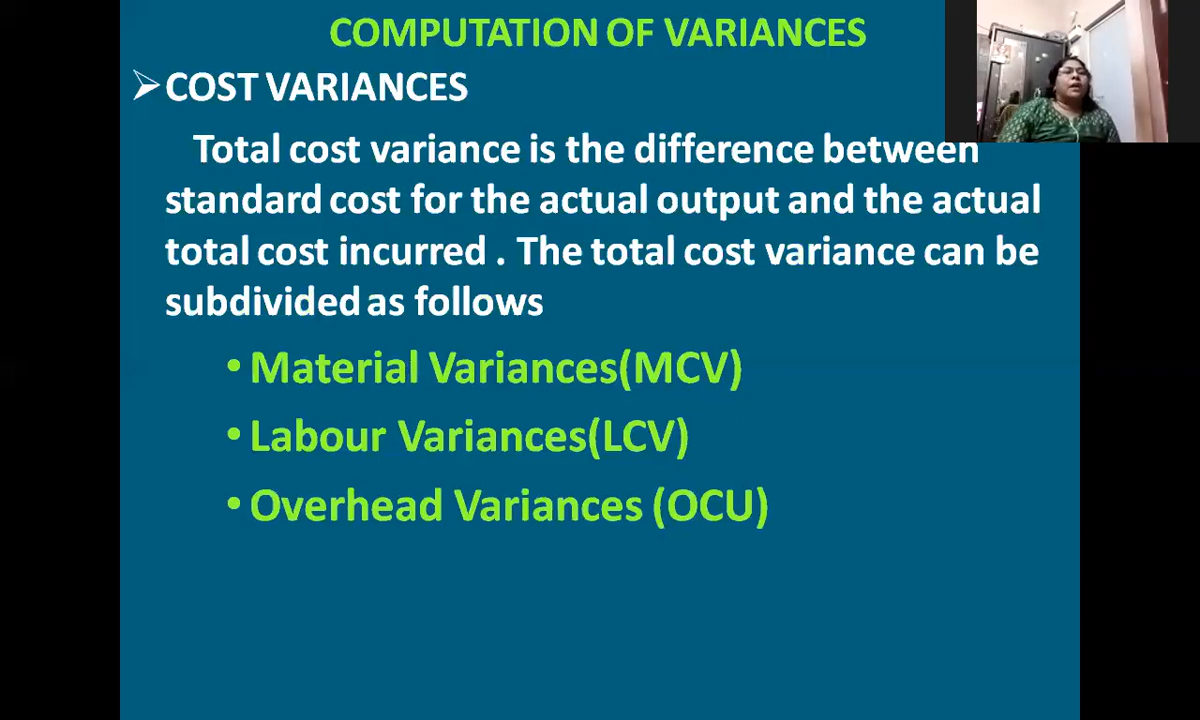 COMPUTATION OF VARIANCES
➢COST VARIANCES
Total cost variance is the difference between
standard cost for the actual output and the actual
total cost incurred . The total cost variance can be
subdivided as follows
•Material Variances(MCV)
•Labour Variances(LCV)
•Overhead Variances (OCU)